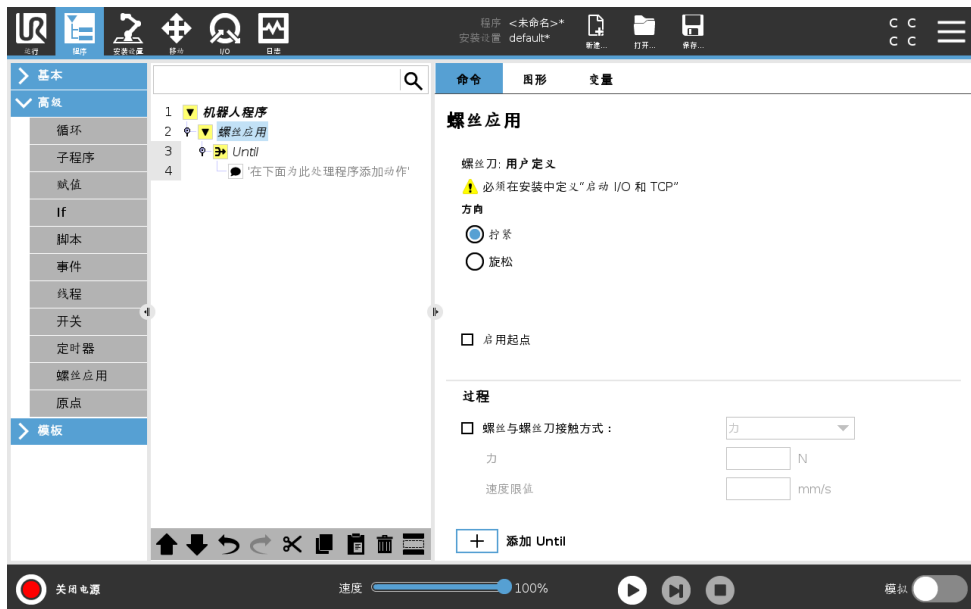 程序 <未命名>*
安装设置 default*
运行 程序 安装设置 移动 I/O 日志 新建... 打开... 保存...
C C
C C
基本
高级
循环
子程序
赋值
If
脚本
事件
线程
开关
定时器
螺丝应用
原点
模板
1 机器人程序
2 螺丝应用
3 Until
4 '在下面为此处理程序添加动作'
命令 图形 变量
螺丝应用
螺丝刀: 用户定义
必须在安装中定义“启动 I/O 和 TCP”
方向
拧紧
旋松
启用起点
过程
螺丝与螺丝刀接触方式： 力
力 N
速度限值 mm/s
添加 Until
关闭电源 速度 100% 模拟